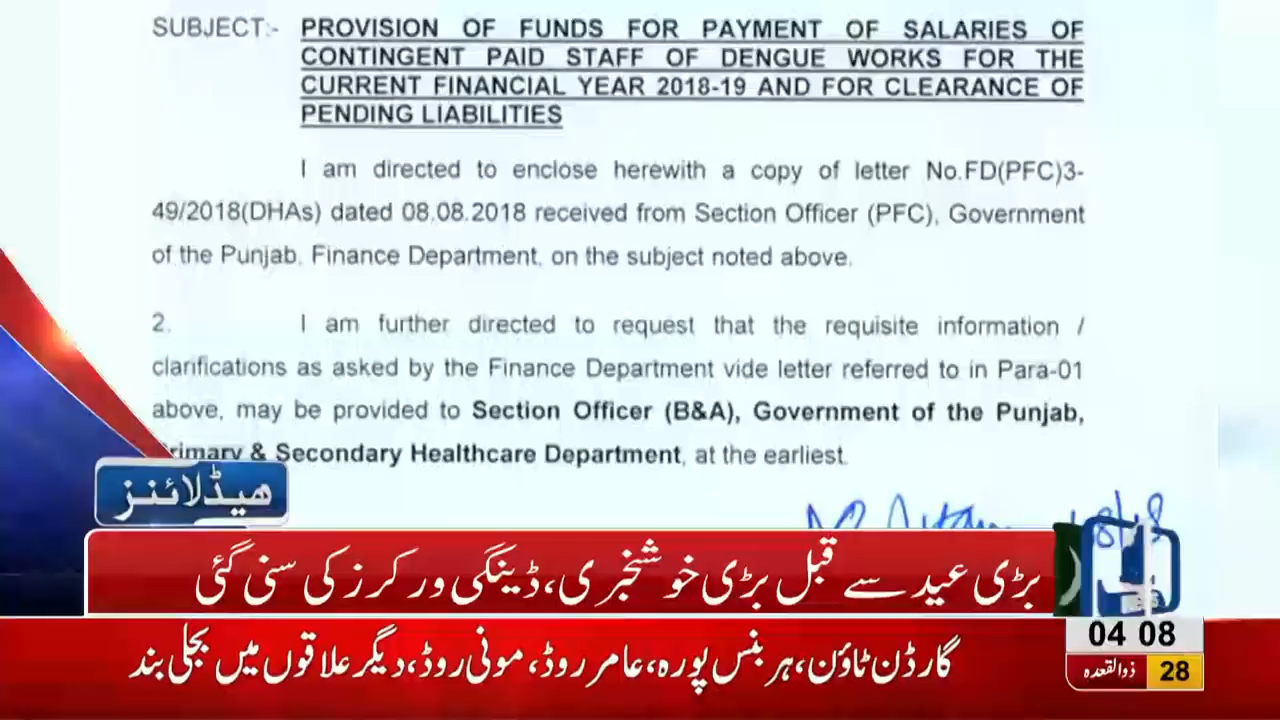 SUBJECT:- PROVISION OF FUNDS FOR PAYMENT OF SALARIES OF
CONTINGENT PAID STAFF OF DENGUE WORKS FOR THE
CURRENT FINANCIAL YEAR 2018-19 AND FOR CLEARANCE OF
PENDING LIABILITIES
I am directed to enclose herewith a copy of letter No.FD(PFC)3-
49/2018(DHAs) dated 08.08.2018 received from Section Officer (PFC), Government
of the Punjab, Finance Department, on the subject noted above.
2. I am further directed to request that the requisite information /
clarifications as asked by the Finance Department vide letter referred to in Para-01
above, may be provided to Section Officer (B&A), Government of the Punjab,
rimary & Secondary Healthcare Department, at the earliest.
ہیڈلائنز
بڑی عید سے قبل بڑی خوشخبری، ڈینگی ورکرز کی سنی گئی
گارڈن ٹاؤن، ہربنس پورہ، عامر روڈ، مونی روڈ، دیگر علاقوں میں بجلی بند
04 08
28 ذوالقعدہ